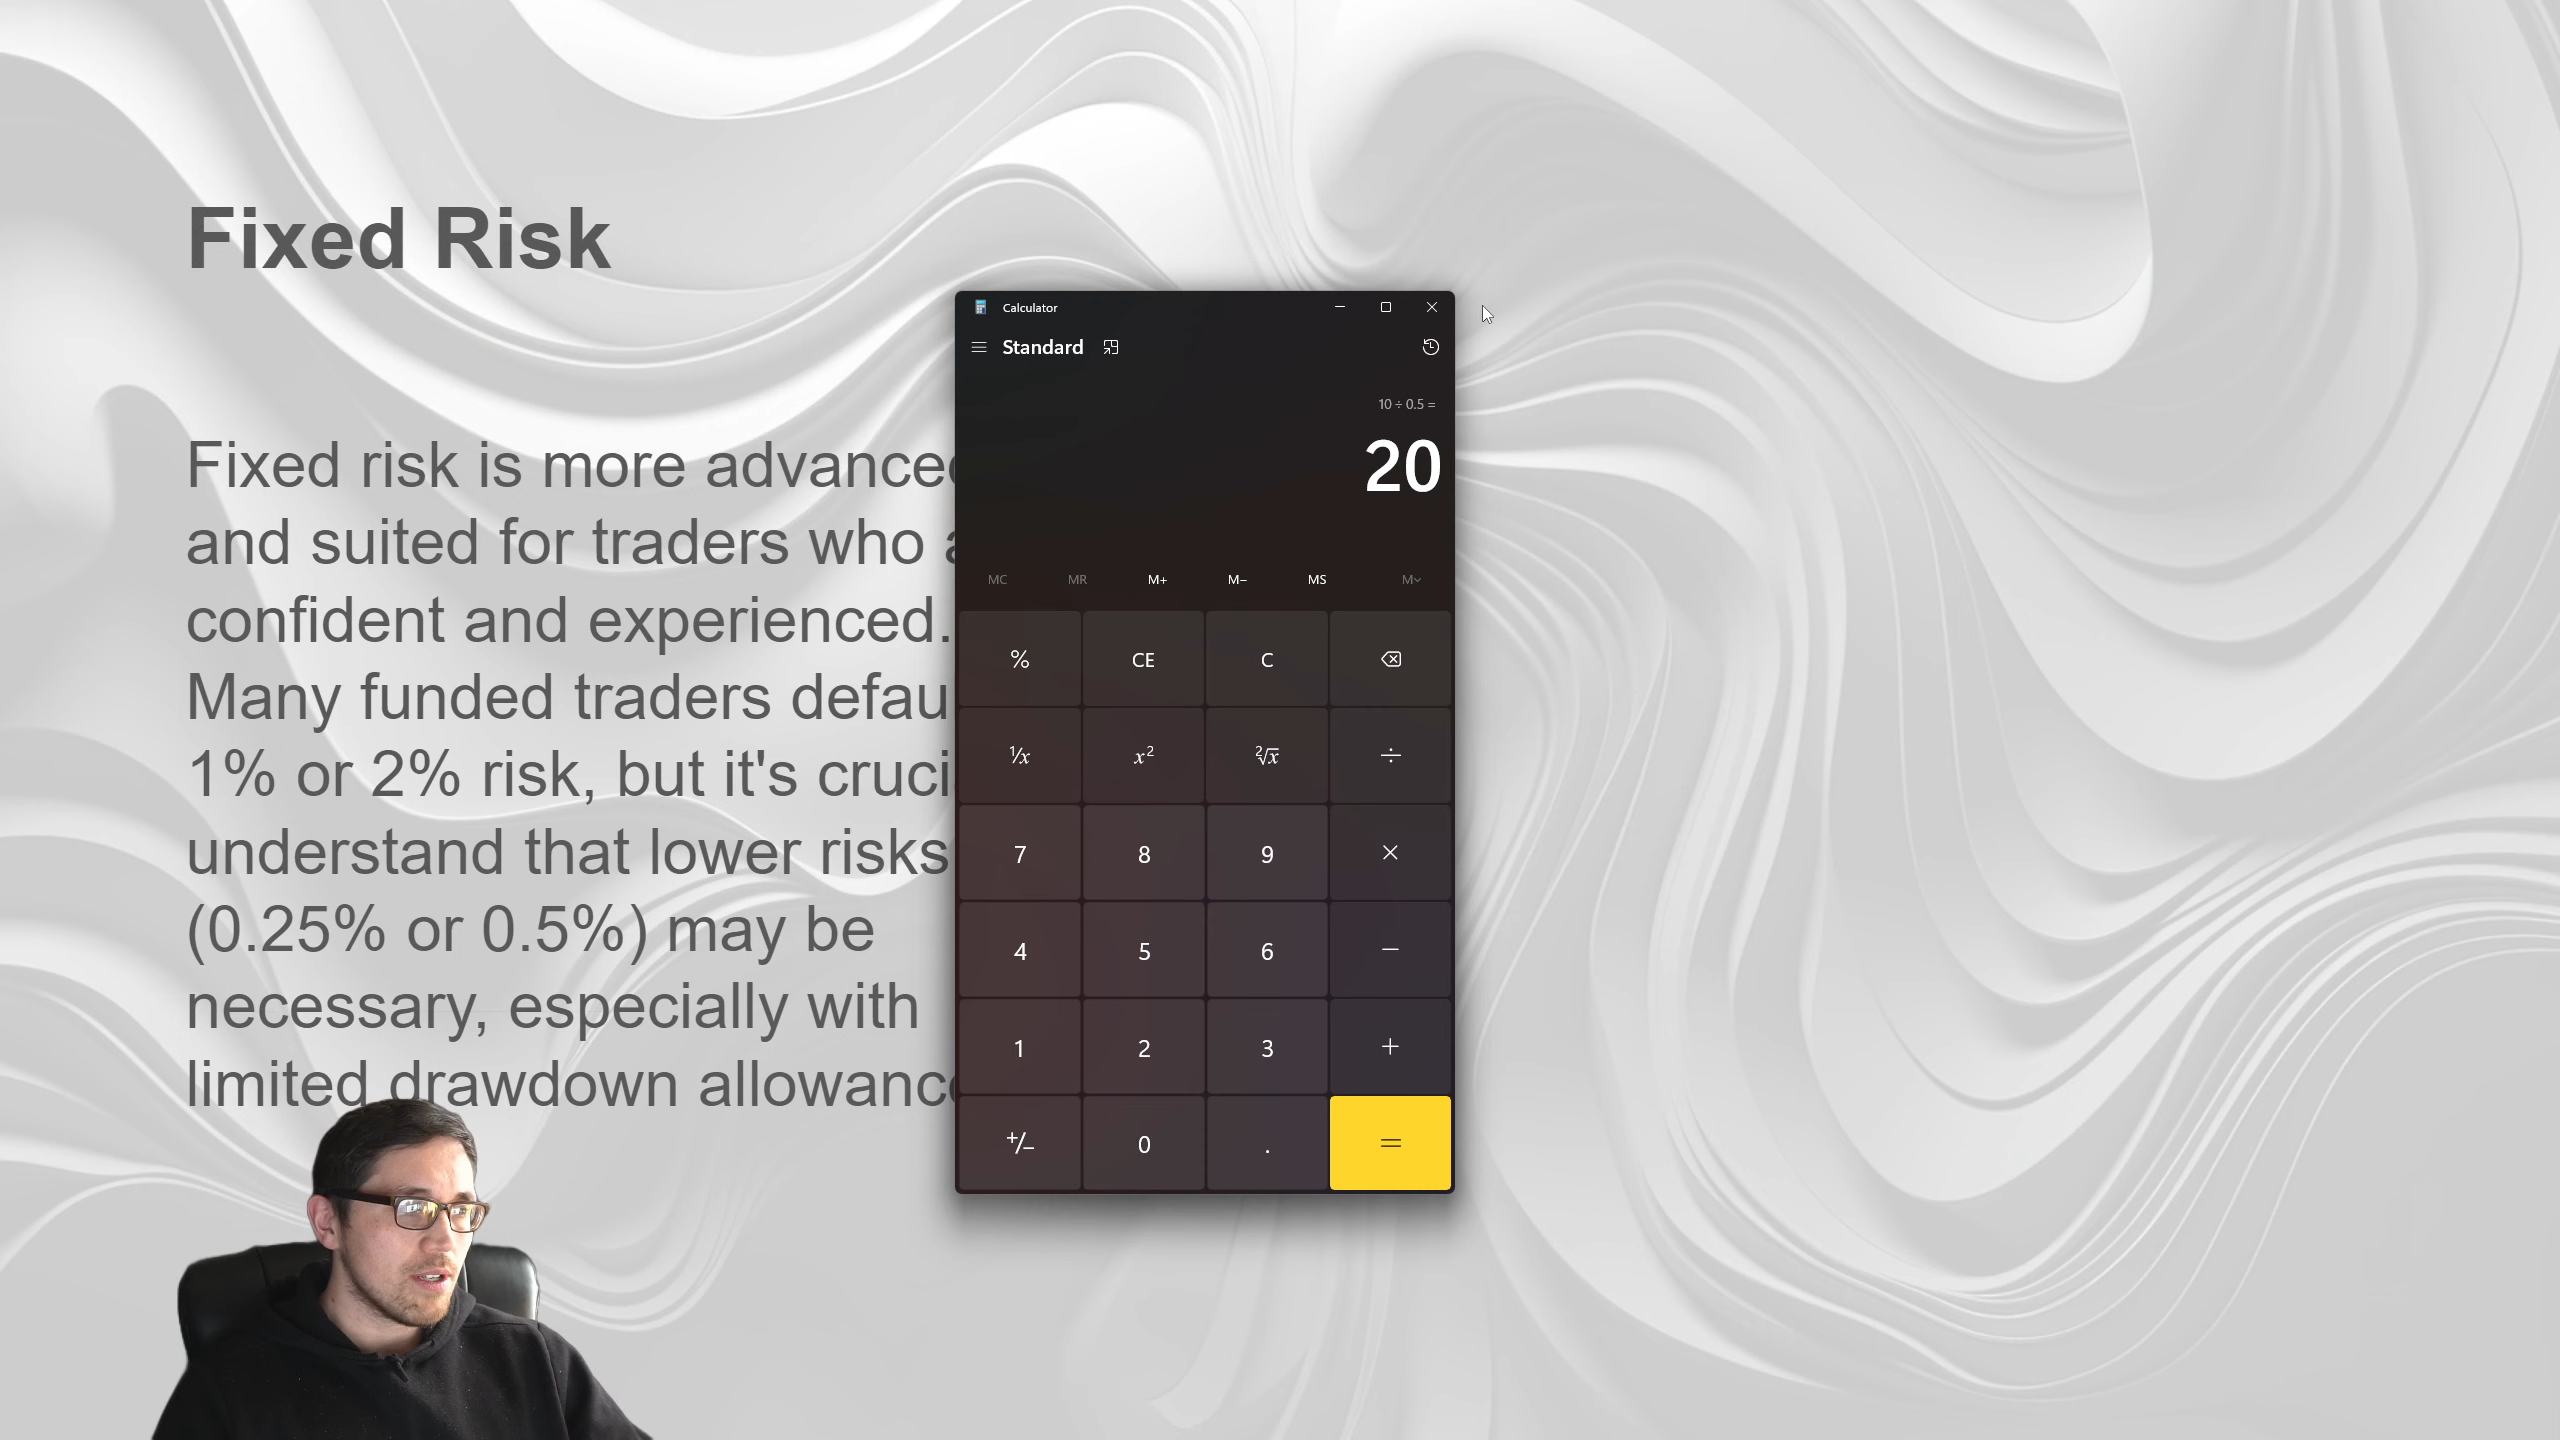 Fixed Risk
Fixed risk is more advanced
and suited for traders who
confident and experienced.
Many funded traders defau
1% or 2% risk, but it's cruci
understand that lower risks
(0.25% or 0.5%) may be
necessary, especially with
limited drawdown allowanc
Calculator
Standard
10 ÷ 0.5 =
20
MC MR M+ M− MS M
% CE C
⅟x x² ²√x ÷
7 8 9 ×
4 5 6 −
1 2 3 +
+/− 0 . =